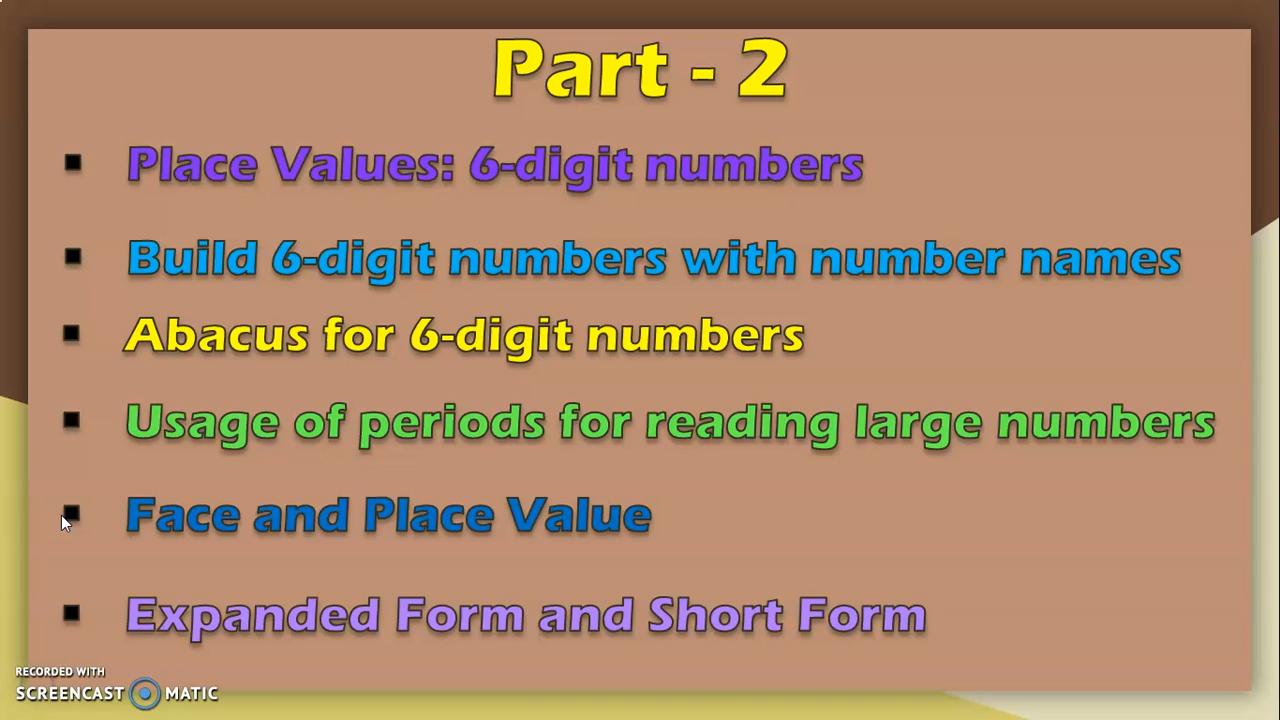 Part - 2
▪ Place Values: 6-digit numbers
▪ Build 6-digit numbers with number names
▪ Abacus for 6-digit numbers
▪ Usage of periods for reading large numbers
▪ Face and Place Value
▪ Expanded Form and Short Form
RECORDED WITH
SCREENCAST MATIC